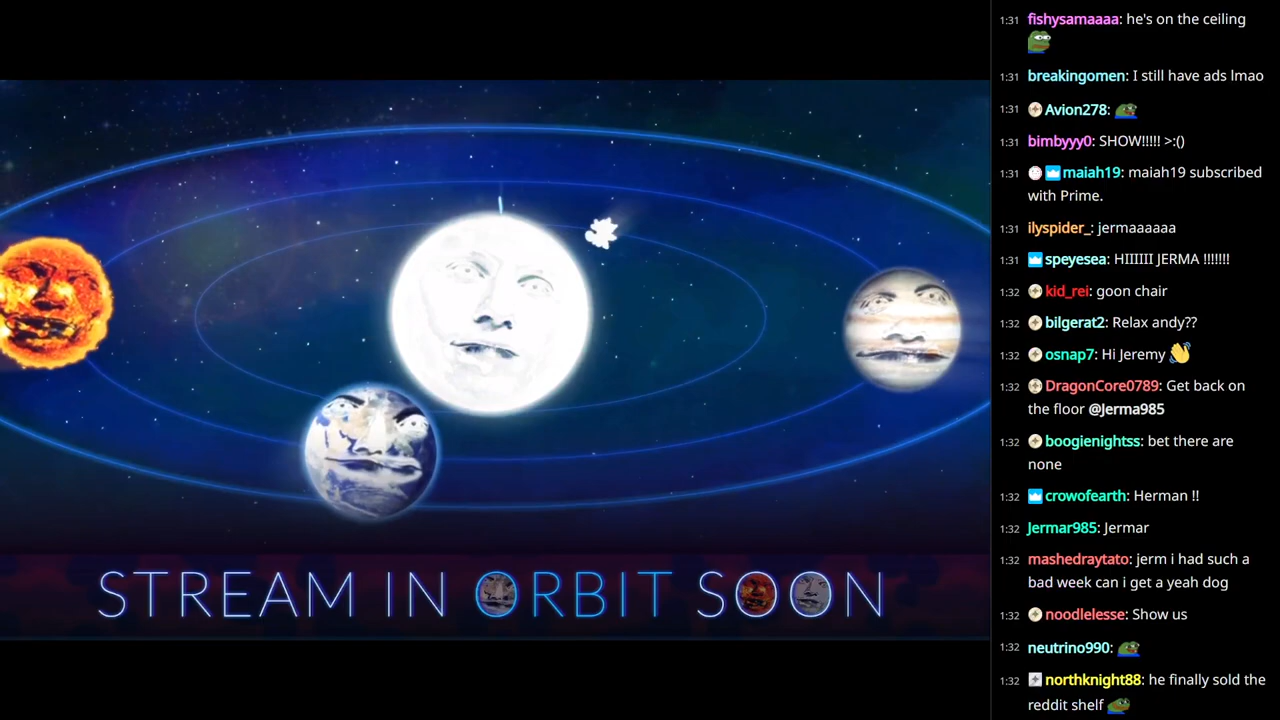 STREAM IN ORBIT SOON
1:31 fishysamaaaa: he's on the ceiling
1:31 breakingomen: I still have ads lmao
1:31 Avion278:
1:31 bimbyyy0: SHOW!!!!! >:()
1:31 maiah19: maiah19 subscribed
with Prime.
1:31 ilyspider_: jermaaaaaa
1:31 speyesea: HIIIIII JERMA !!!!!!!
1:32 kid_rei: goon chair
1:32 bilgerat2: Relax andy??
1:32 osnap7: Hi Jeremy
1:32 DragonCore0789: Get back on
the floor @Jerma985
1:32 boogienightss: bet there are
none
1:32 crowofearth: Herman !!
1:32 Jermar985: Jermar
1:32 mashedraytato: jerm i had such a
bad week can i get a yeah dog
1:32 noodlelesse: Show us
1:32 neutrino990:
1:32 northknight88: he finally sold the
reddit shelf